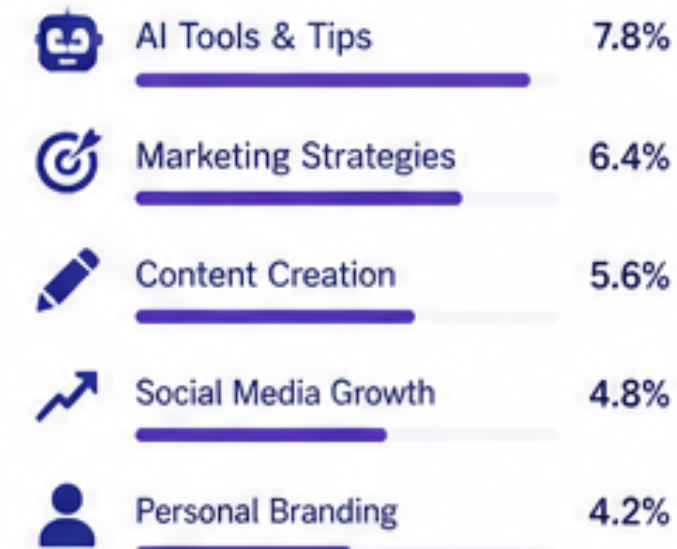 AI Tools & Tips 7.8%
Marketing Strategies 6.4%
Content Creation 5.6%
Social Media Growth 4.8%
Personal Branding 4.2%